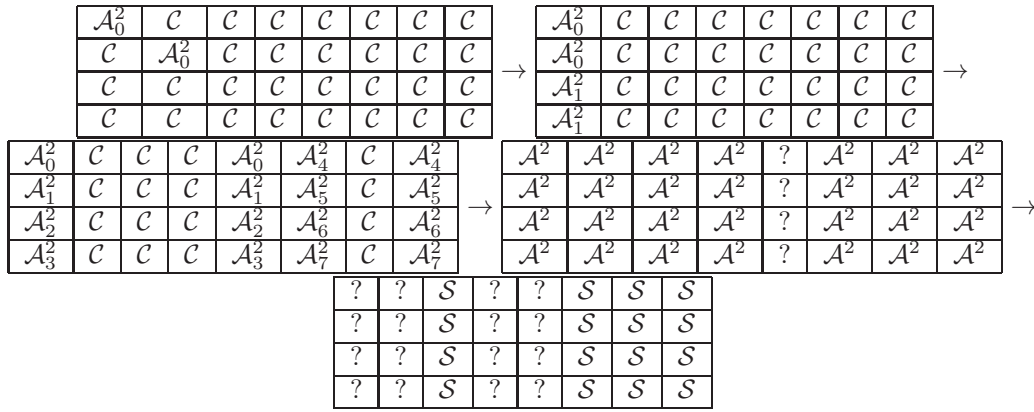 𝒜₀² 𝒞 𝒞 𝒞 𝒞 𝒞 𝒞 𝒞
𝒞 𝒜₀² 𝒞 𝒞 𝒞 𝒞 𝒞 𝒞
𝒞 𝒞 𝒞 𝒞 𝒞 𝒞 𝒞 𝒞
𝒞 𝒞 𝒞 𝒞 𝒞 𝒞 𝒞 𝒞
→
𝒜₀² 𝒞 𝒞 𝒞 𝒞 𝒞 𝒞 𝒞
𝒜₀² 𝒞 𝒞 𝒞 𝒞 𝒞 𝒞 𝒞
𝒜₁² 𝒞 𝒞 𝒞 𝒞 𝒞 𝒞 𝒞
𝒜₁² 𝒞 𝒞 𝒞 𝒞 𝒞 𝒞 𝒞
→
𝒜₀² 𝒞 𝒞 𝒞 𝒜₀² 𝒜₄² 𝒞 𝒜₄²
𝒜₁² 𝒞 𝒞 𝒞 𝒜₁² 𝒜₅² 𝒞 𝒜₅²
𝒜₂² 𝒞 𝒞 𝒞 𝒜₂² 𝒜₆² 𝒞 𝒜₆²
𝒜₃² 𝒞 𝒞 𝒞 𝒜₃² 𝒜₇² 𝒞 𝒜₇²
→
𝒜² 𝒜² 𝒜² 𝒜² ? 𝒜² 𝒜² 𝒜²
𝒜² 𝒜² 𝒜² 𝒜² ? 𝒜² 𝒜² 𝒜²
𝒜² 𝒜² 𝒜² 𝒜² ? 𝒜² 𝒜² 𝒜²
𝒜² 𝒜² 𝒜² 𝒜² ? 𝒜² 𝒜² 𝒜²
→
? ? 𝒮 ? ? 𝒮 𝒮 𝒮
? ? 𝒮 ? ? 𝒮 𝒮 𝒮
? ? 𝒮 ? ? 𝒮 𝒮 𝒮
? ? 𝒮 ? ? 𝒮 𝒮 𝒮